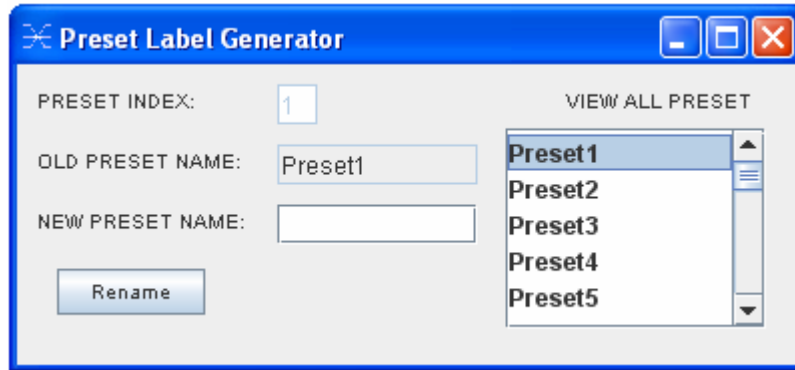 Preset Label Generator
PRESET INDEX:
1
OLD PRESET NAME:
Preset1
NEW PRESET NAME:
Rename
VIEW ALL PRESET
Preset1
Preset2
Preset3
Preset4
Preset5